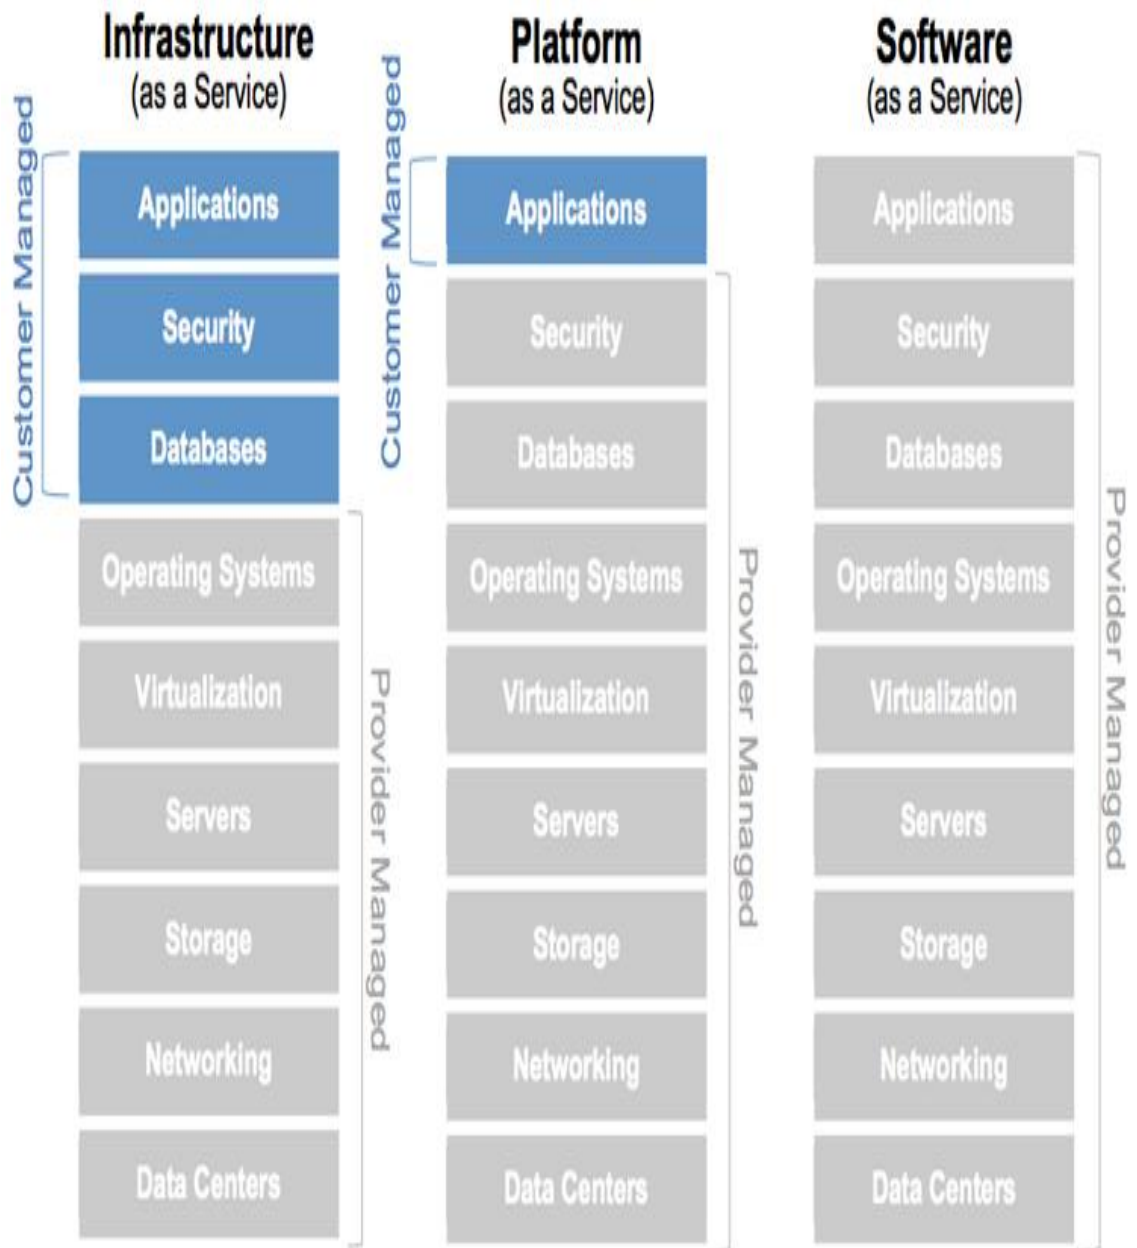 Infrastructure
(as a Service)
Customer Managed
Applications
Security
Databases
Operating Systems
Virtualization
Servers
Storage
Networking
Data Centers
Provider Managed
Platform
(as a Service)
Customer Managed
Applications
Security
Databases
Operating Systems
Virtualization
Servers
Storage
Networking
Data Centers
Provider Managed
Software
(as a Service)
Applications
Security
Databases
Operating Systems
Virtualization
Servers
Storage
Networking
Data Centers
Provider Managed